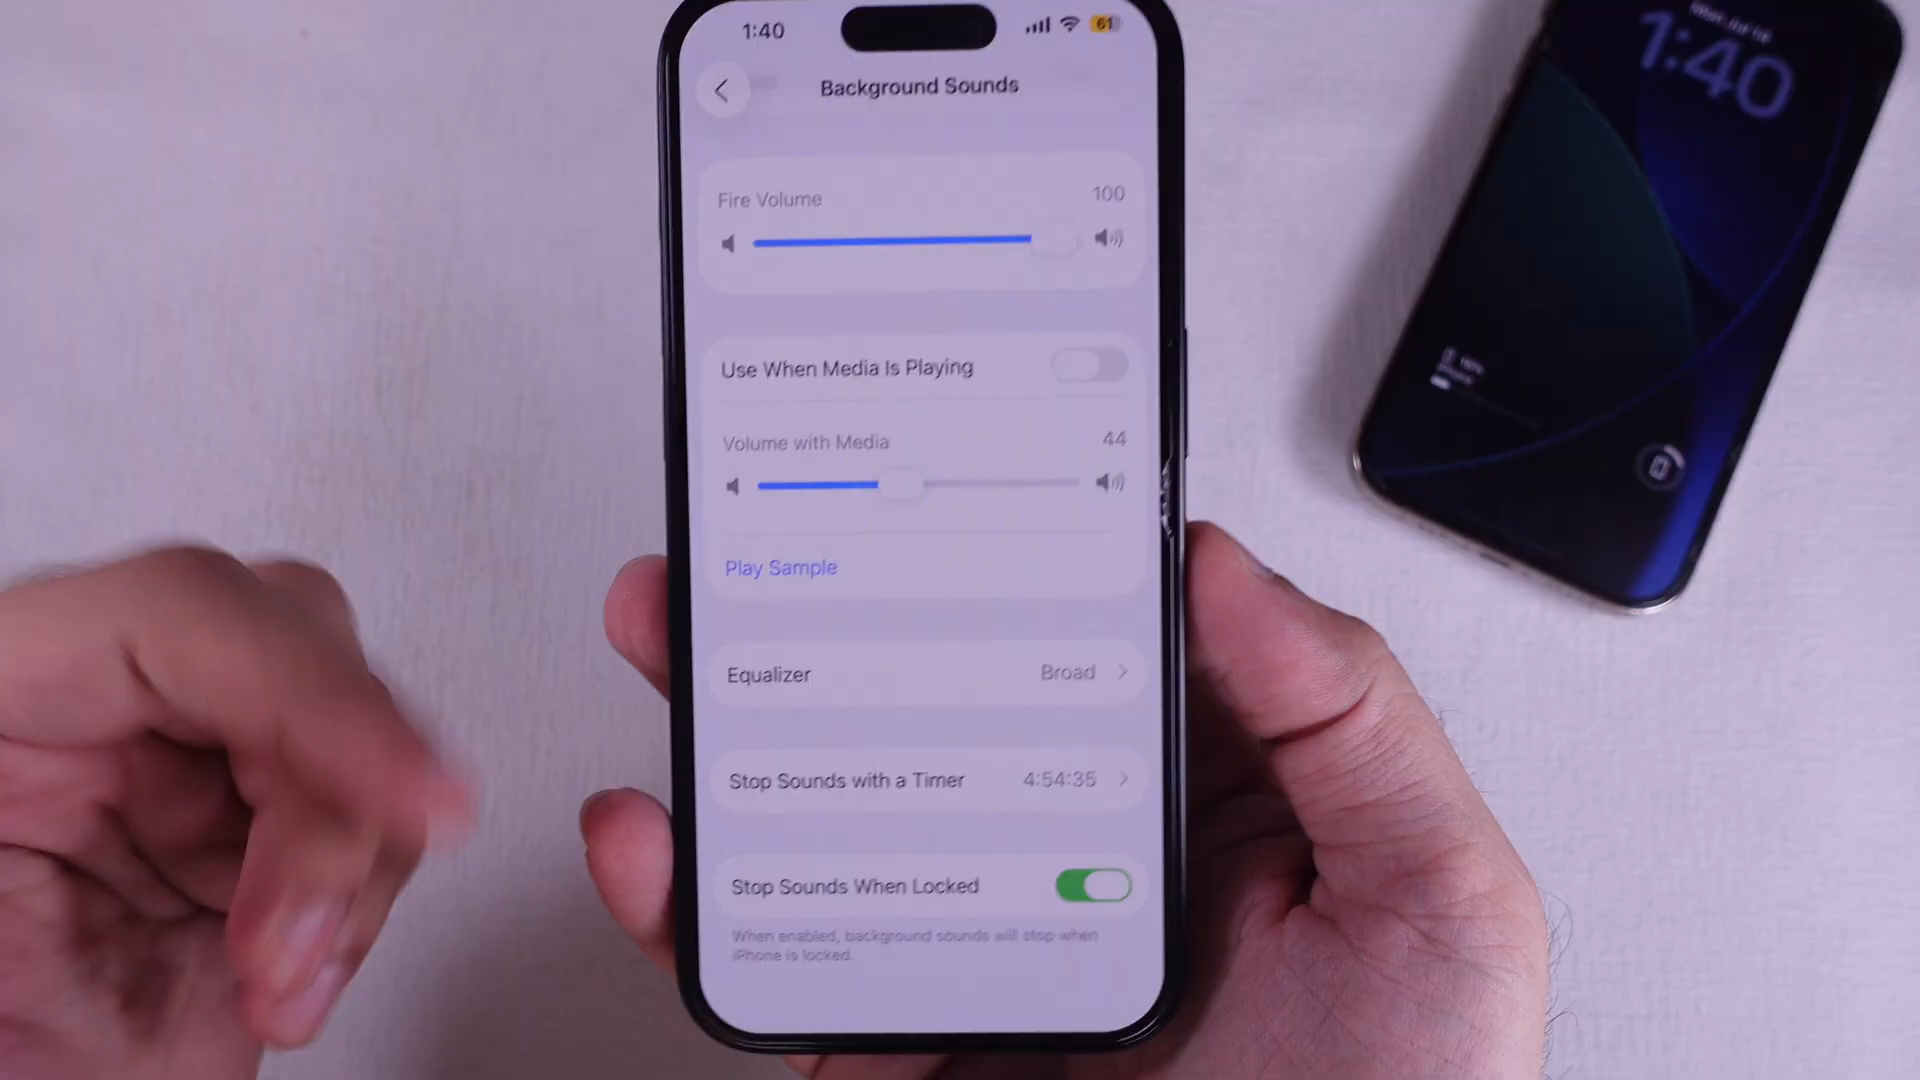 1:40
61
Background Sounds
Fire Volume 100
Use When Media Is Playing
Volume with Media 44
Play Sample
Equalizer Broad
Stop Sounds with a Timer 4:54:35
Stop Sounds When Locked
When enabled, background sounds will stop when
iPhone is locked.
1:40